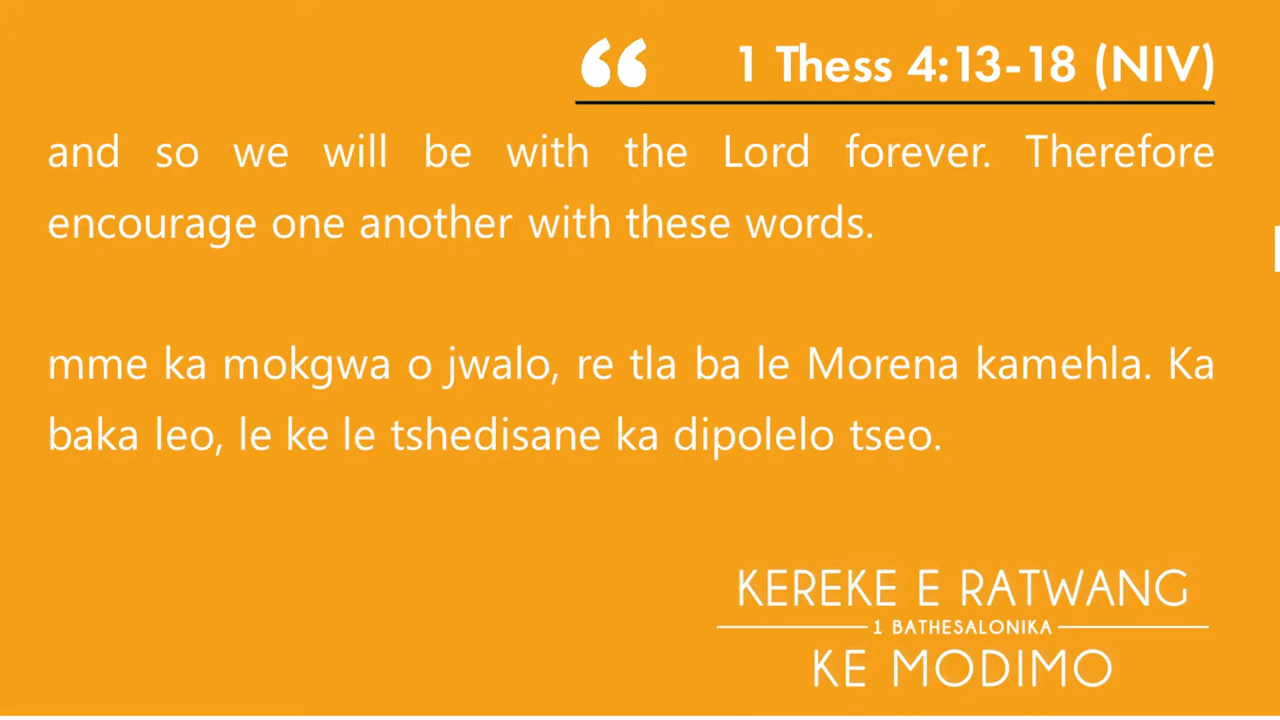 “ 1 Thess 4:13-18 (NIV)
and so we will be with the Lord forever. Therefore
encourage one another with these words.
mme ka mokgwa o jwalo, re tla ba le Morena kamehla. Ka
baka leo, le ke le tshedisane ka dipolelo tseo.
KEREKE E RATWANG
1 BATHESALONIKA
KE MODIMO